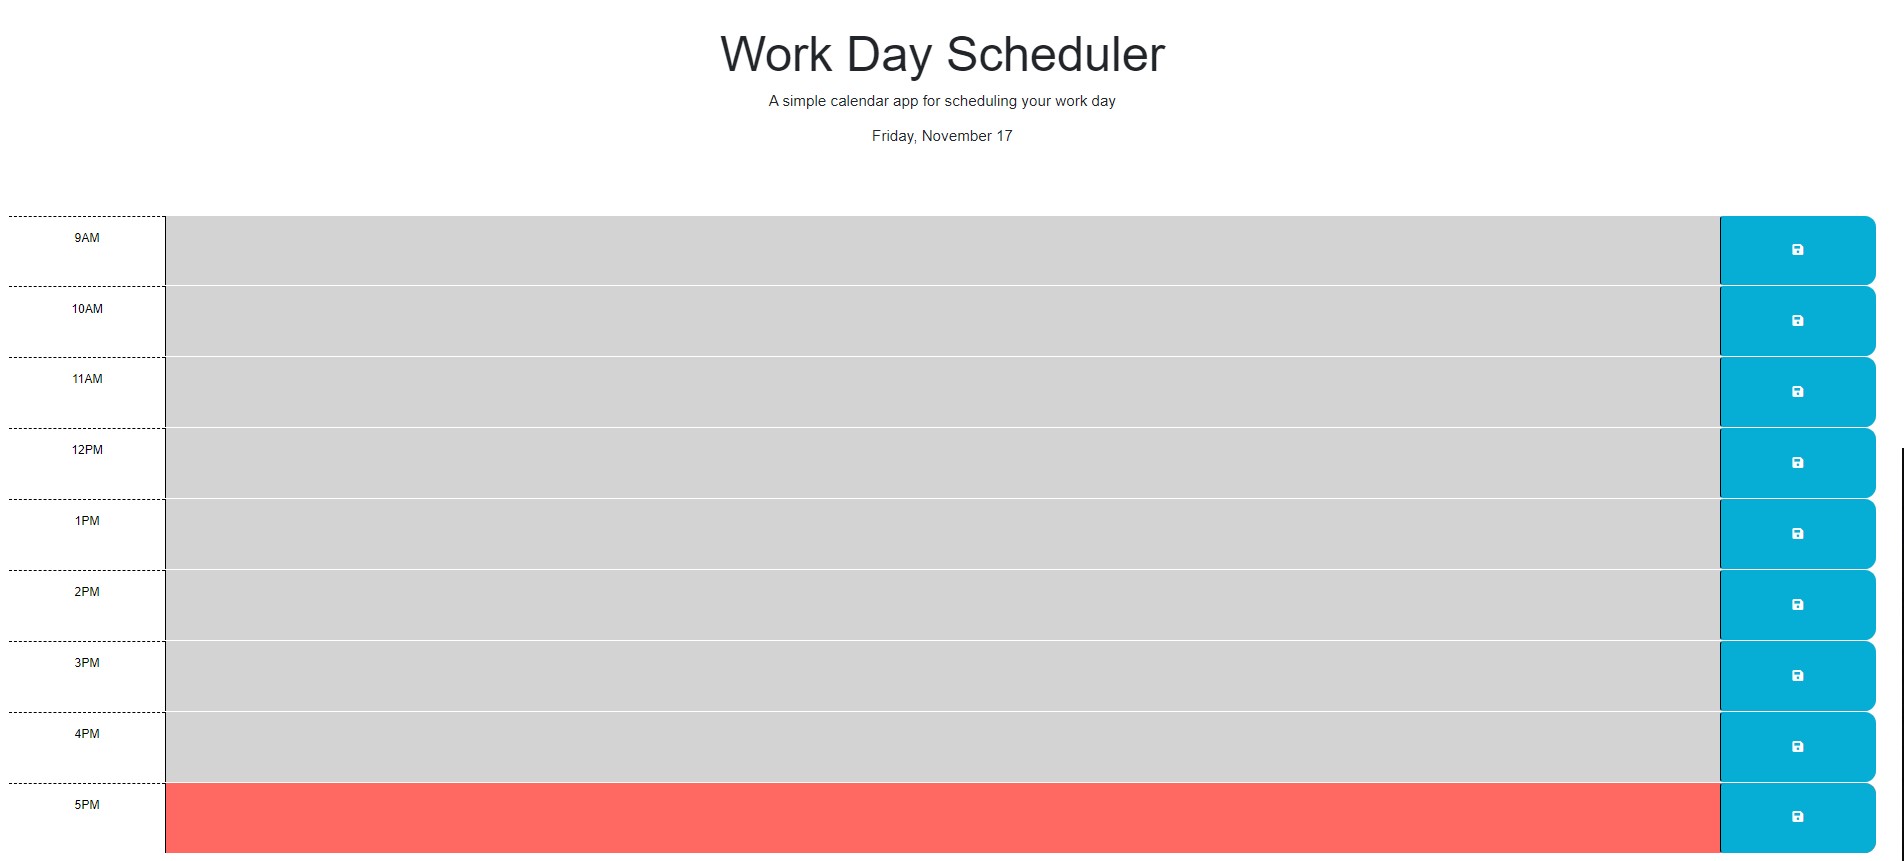 Work Day Scheduler
A simple calendar app for scheduling your work day
Friday, November 17
9AM
10AM
11AM
12PM
1PM
2PM
3PM
4PM
5PM